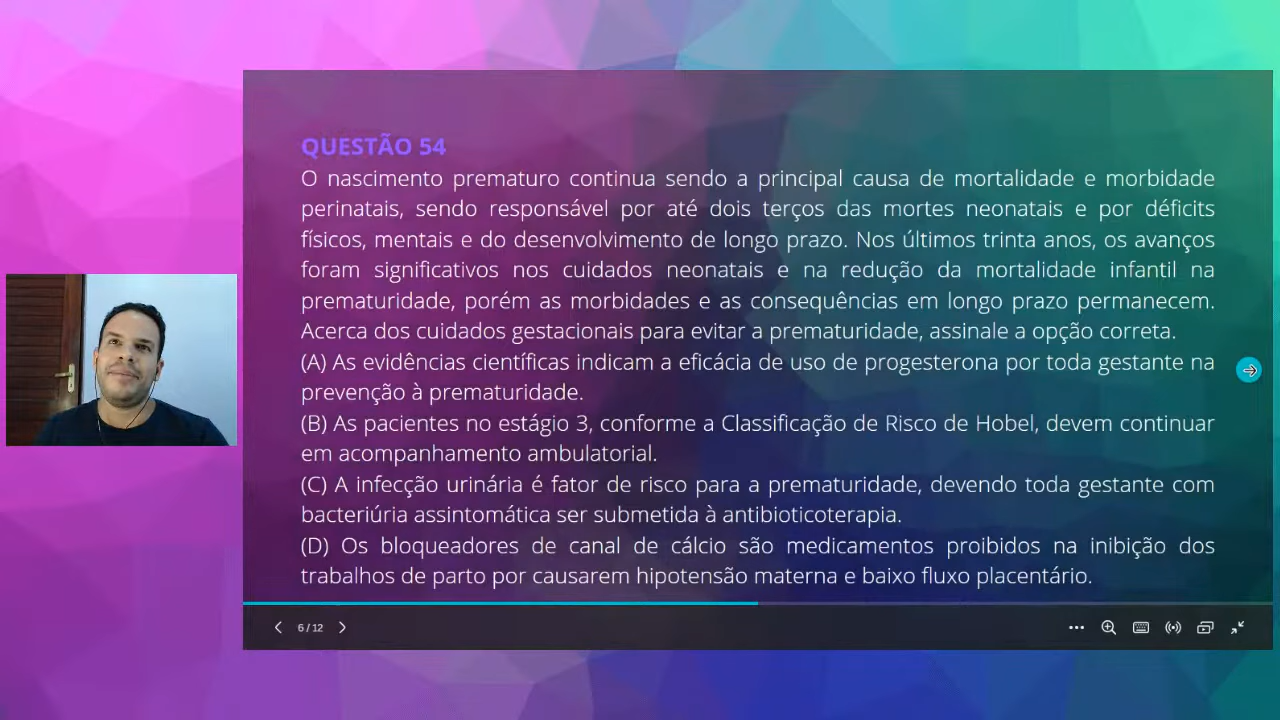 QUESTÃO 54
O nascimento prematuro continua sendo a principal causa de mortalidade e morbidade
perinatais, sendo responsável por até dois terços das mortes neonatais e por déficits
físicos, mentais e do desenvolvimento de longo prazo. Nos últimos trinta anos, os avanços
foram significativos nos cuidados neonatais e na redução da mortalidade infantil na
prematuridade, porém as morbidades e as consequências em longo prazo permanecem.
Acerca dos cuidados gestacionais para evitar a prematuridade, assinale a opção correta.
(A) As evidências científicas indicam a eficácia de uso de progesterona por toda gestante na
prevenção à prematuridade.
(B) As pacientes no estágio 3, conforme a Classificação de Risco de Hobel, devem continuar
em acompanhamento ambulatorial.
(C) A infecção urinária é fator de risco para a prematuridade, devendo toda gestante com
bacteriúria assintomática ser submetida à antibioticoterapia.
(D) Os bloqueadores de canal de cálcio são medicamentos proibidos na inibição dos
trabalhos de parto por causarem hipotensão materna e baixo fluxo placentário.
6 / 12